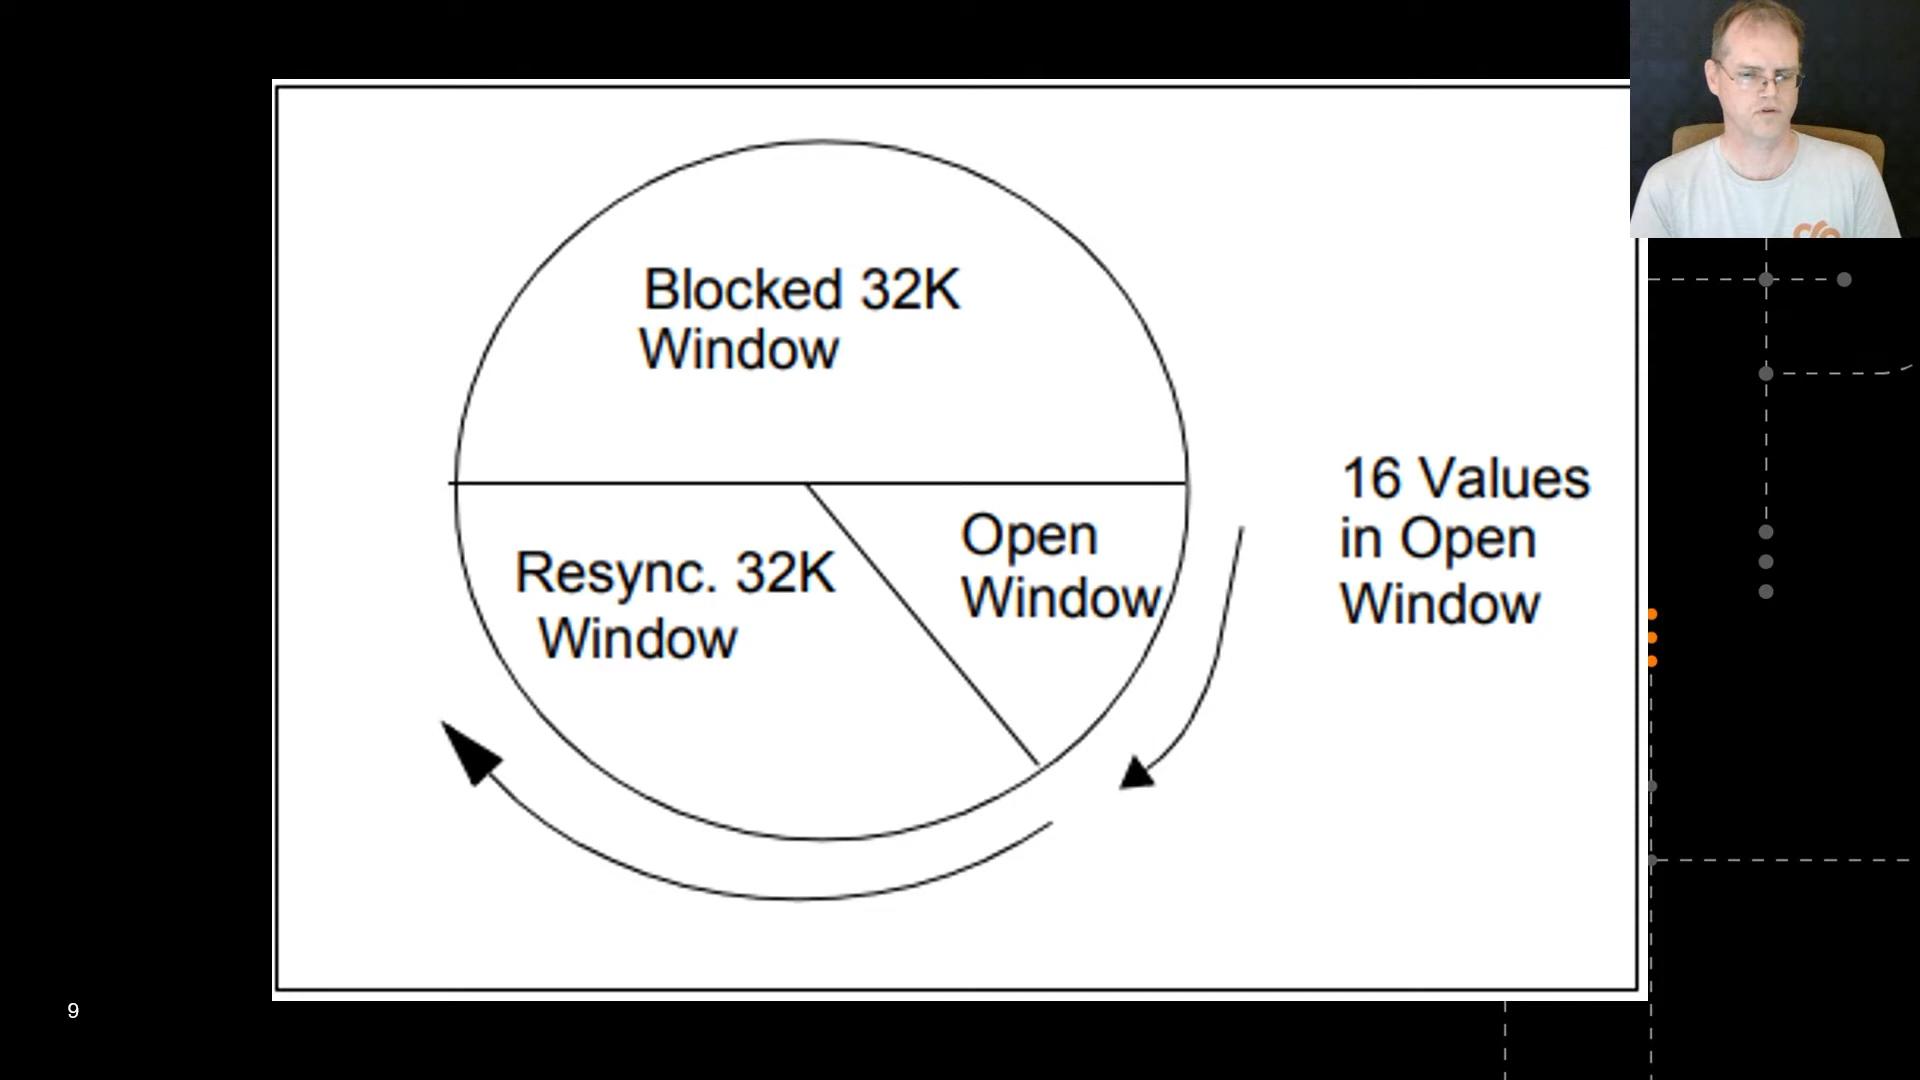 Blocked 32K
Window
Resync. 32K
Window
Open
Window
16 Values
in Open
Window
9